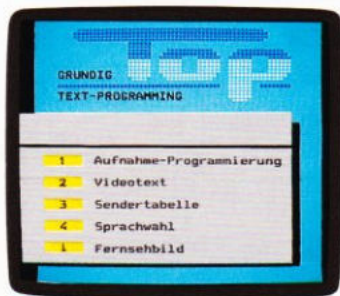 Top
GRUNDIG
TEXT-PROGRAMMING
1 Aufnahme-Programmierung
2 Videotext
3 Sendertabelle
4 Sprachwahl
i Fernsehbild